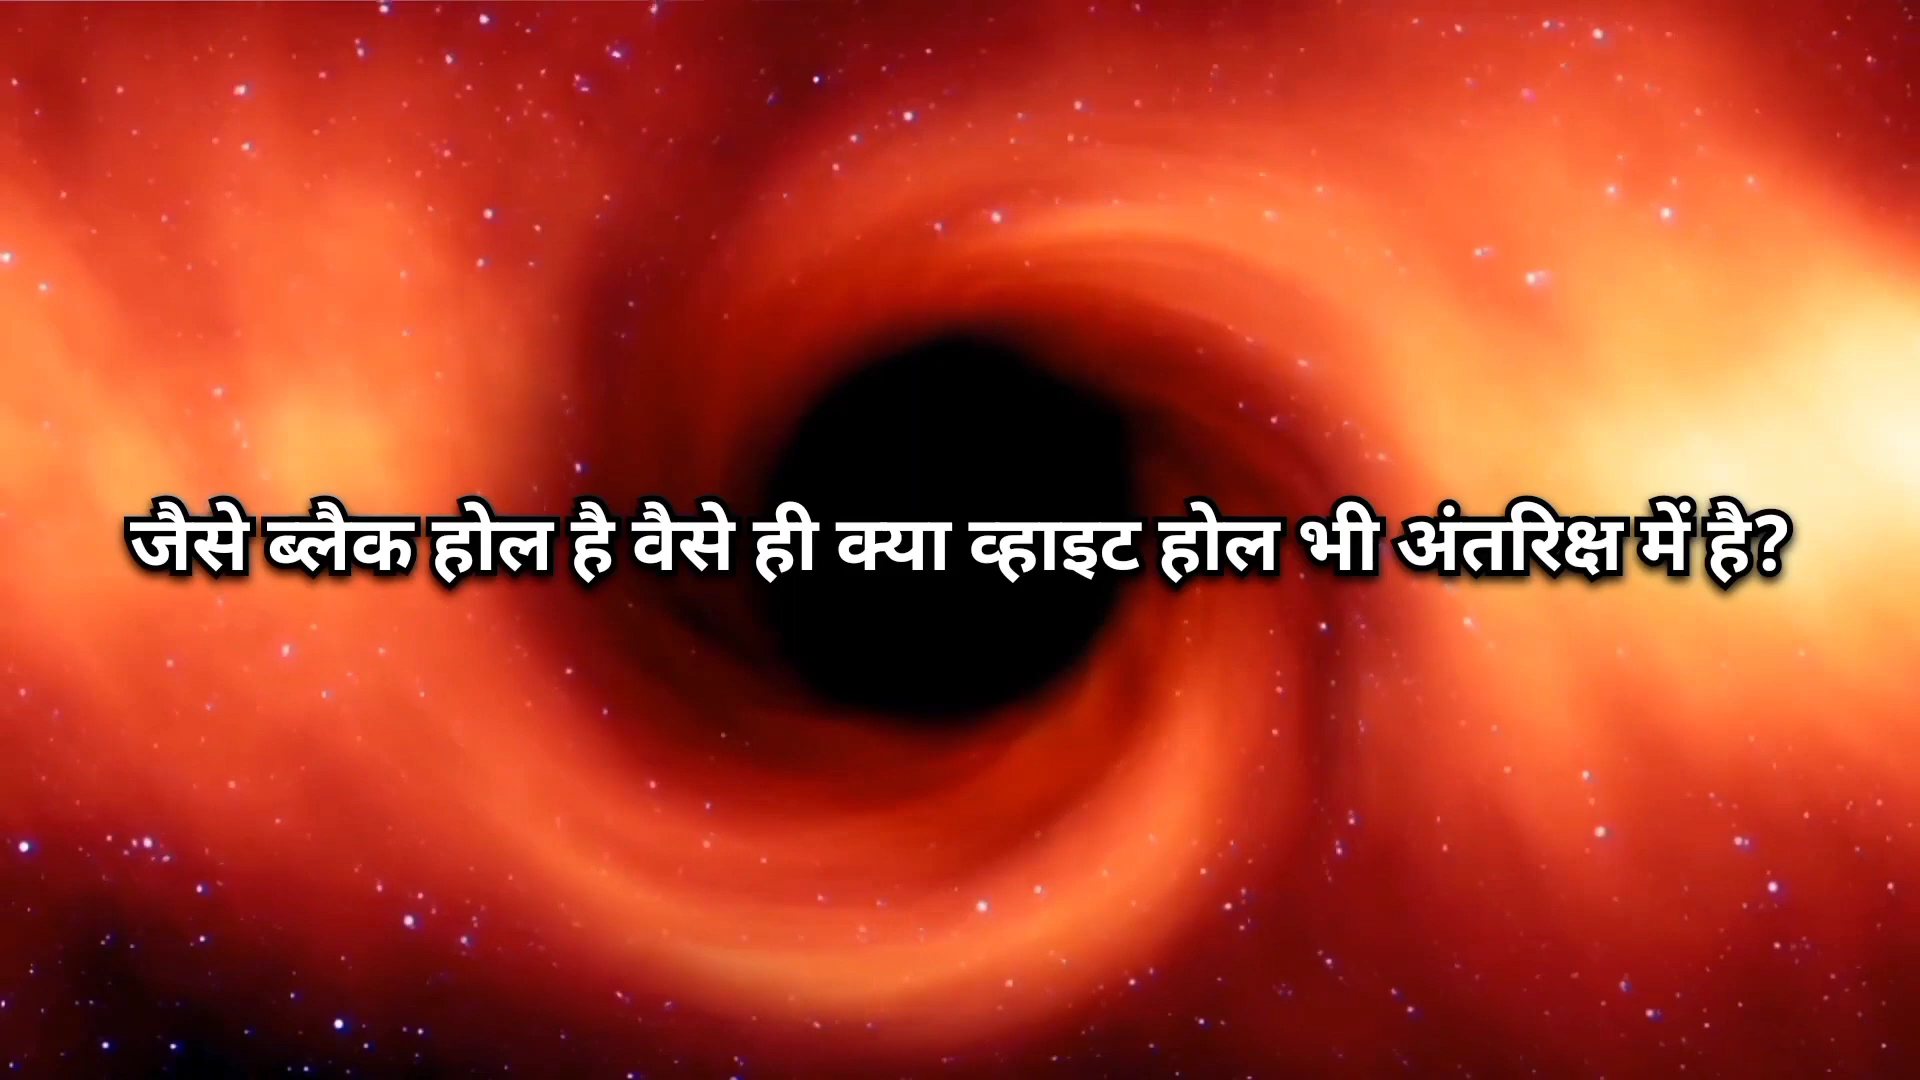 जैसे ब्लैक होल है वैसे ही क्या व्हाइट होल भी अंतरिक्ष में है?